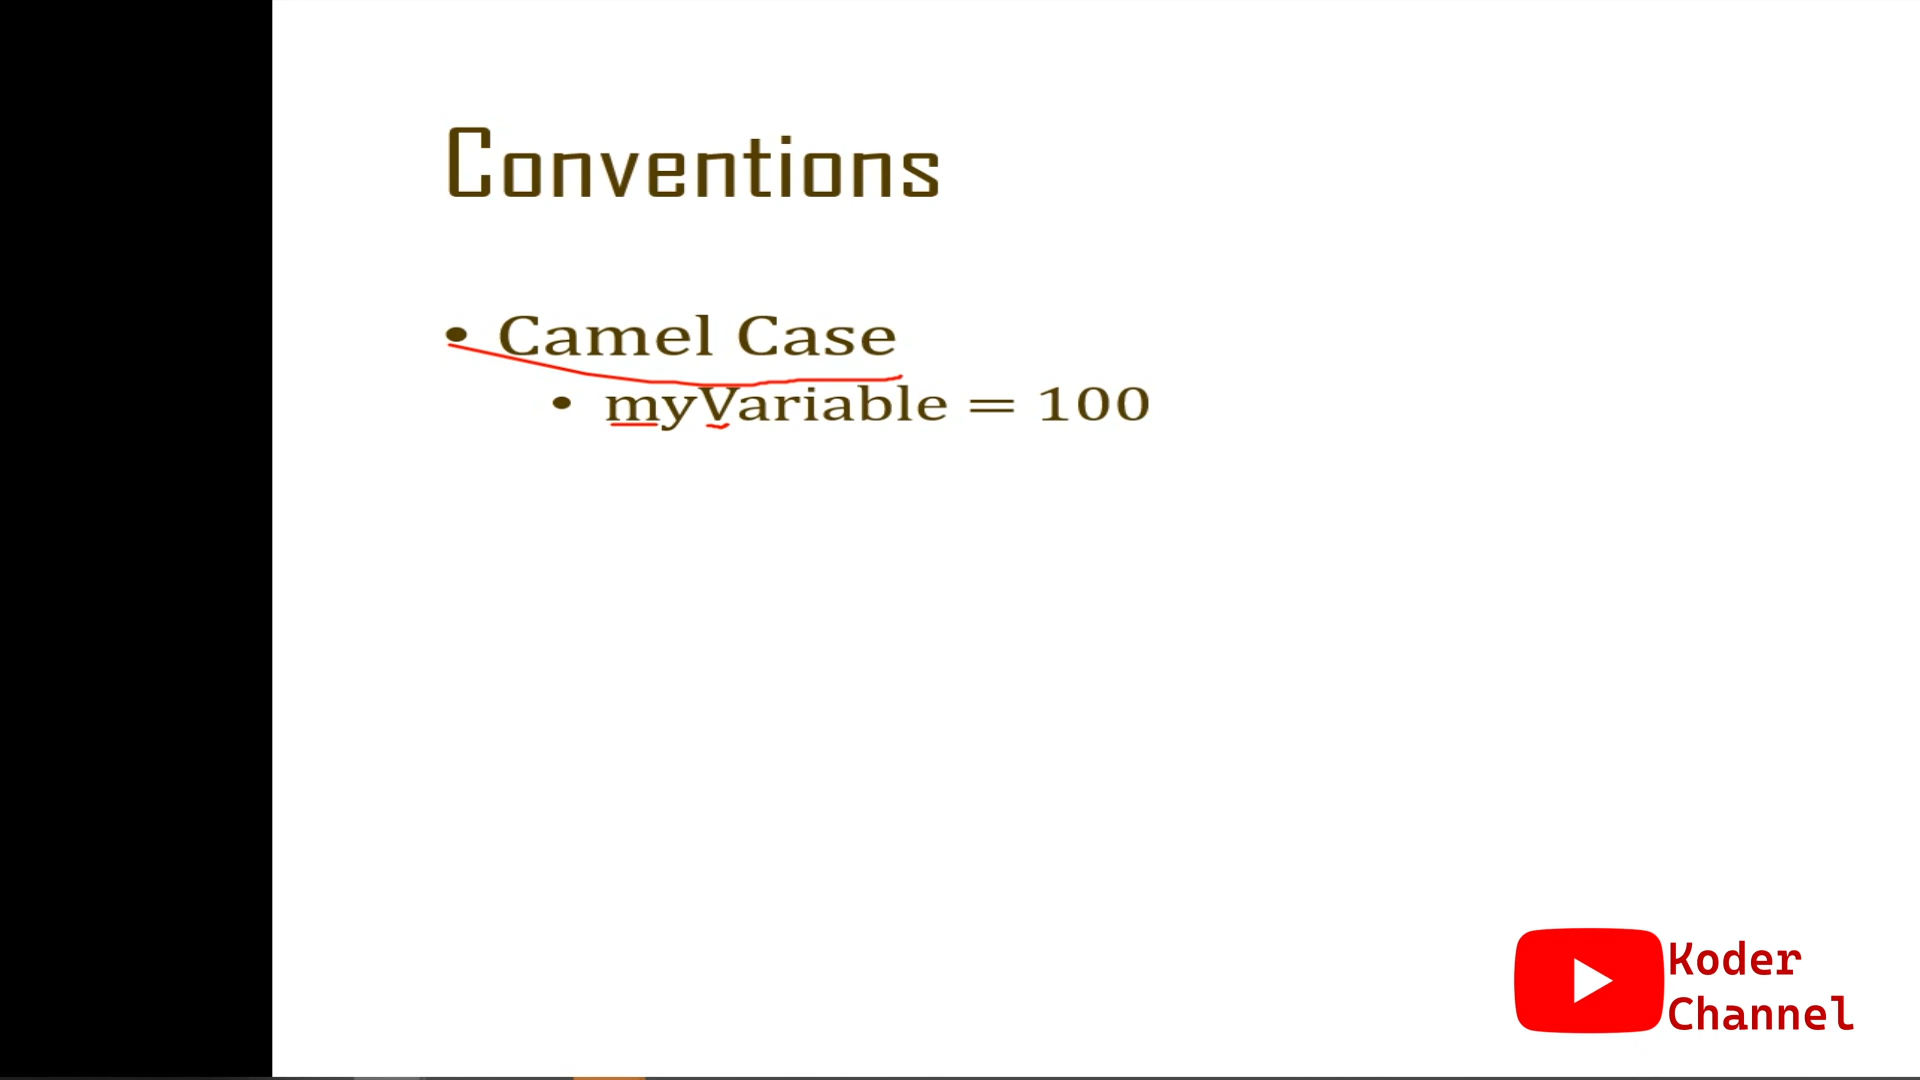 Conventions
• Camel Case
• myVariable = 100
Koder
Channel